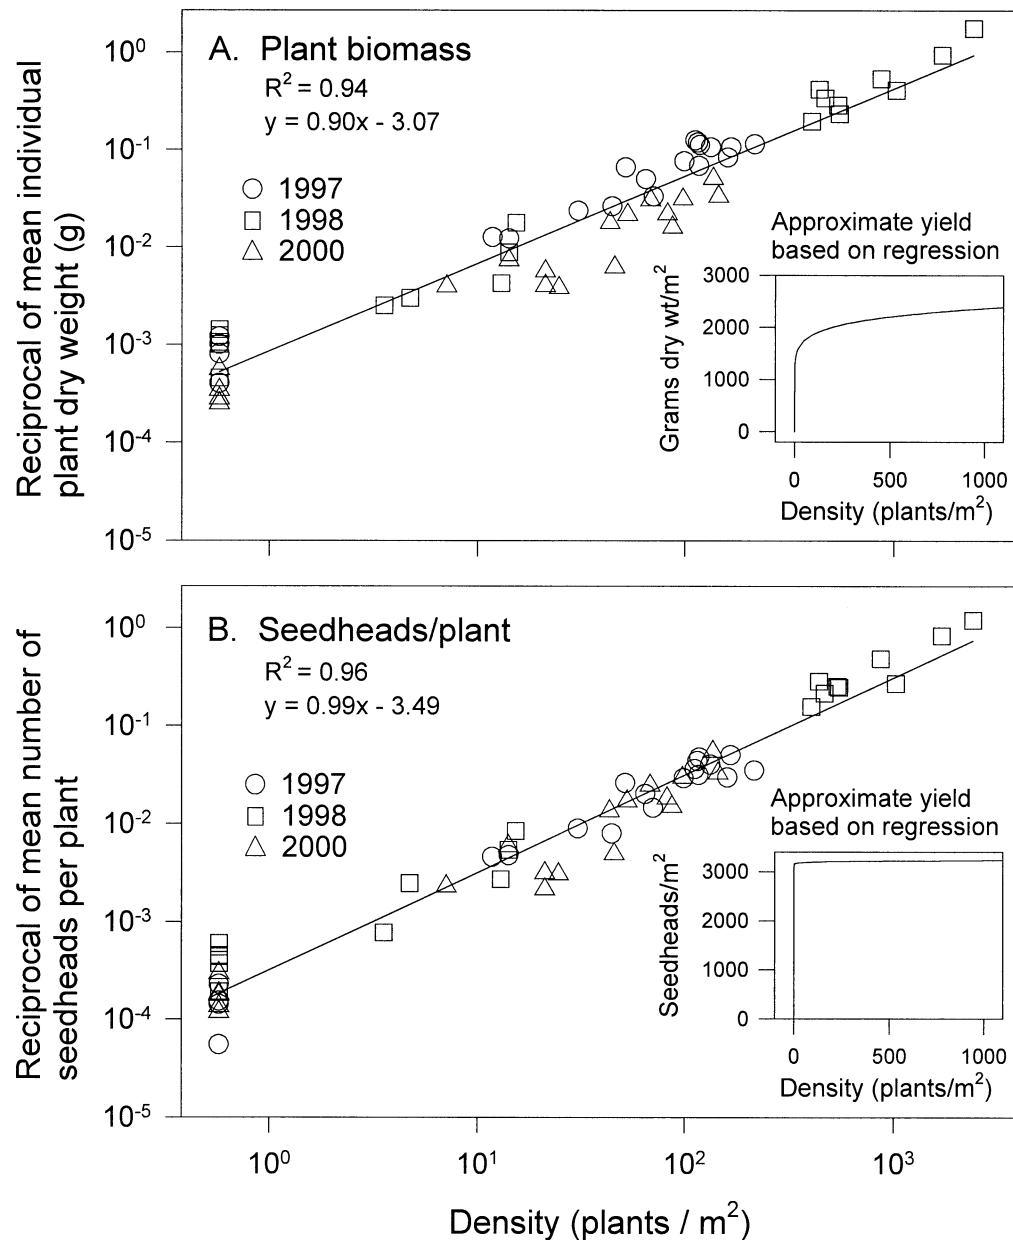 A. Plant biomass
R² = 0.94
y = 0.90x - 3.07
1997
1998
2000
Reciprocal of mean individual
plant dry weight (g)
10⁰
10⁻¹
10⁻²
10⁻³
10⁻⁴
10⁻⁵
Approximate yield
based on regression
Grams dry wt/m²
3000
2000
1000
0
0 500 1000
Density (plants/m²)
B. Seedheads/plant
R² = 0.96
y = 0.99x - 3.49
1997
1998
2000
Reciprocal of mean number of
seedheads per plant
10⁰
10⁻¹
10⁻²
10⁻³
10⁻⁴
10⁻⁵
Approximate yield
based on regression
Seedheads/m²
3000
2000
1000
0
0 500 1000
Density (plants/m²)
10⁰ 10¹ 10² 10³
Density (plants / m²)